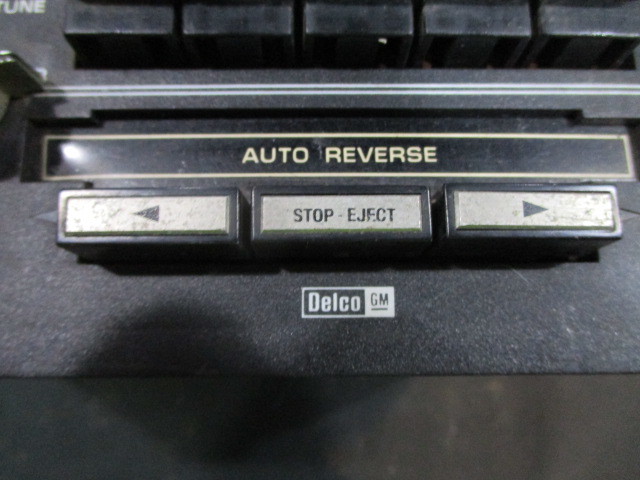 TUNE
AUTO REVERSE
STOP - EJECT
Delco GM